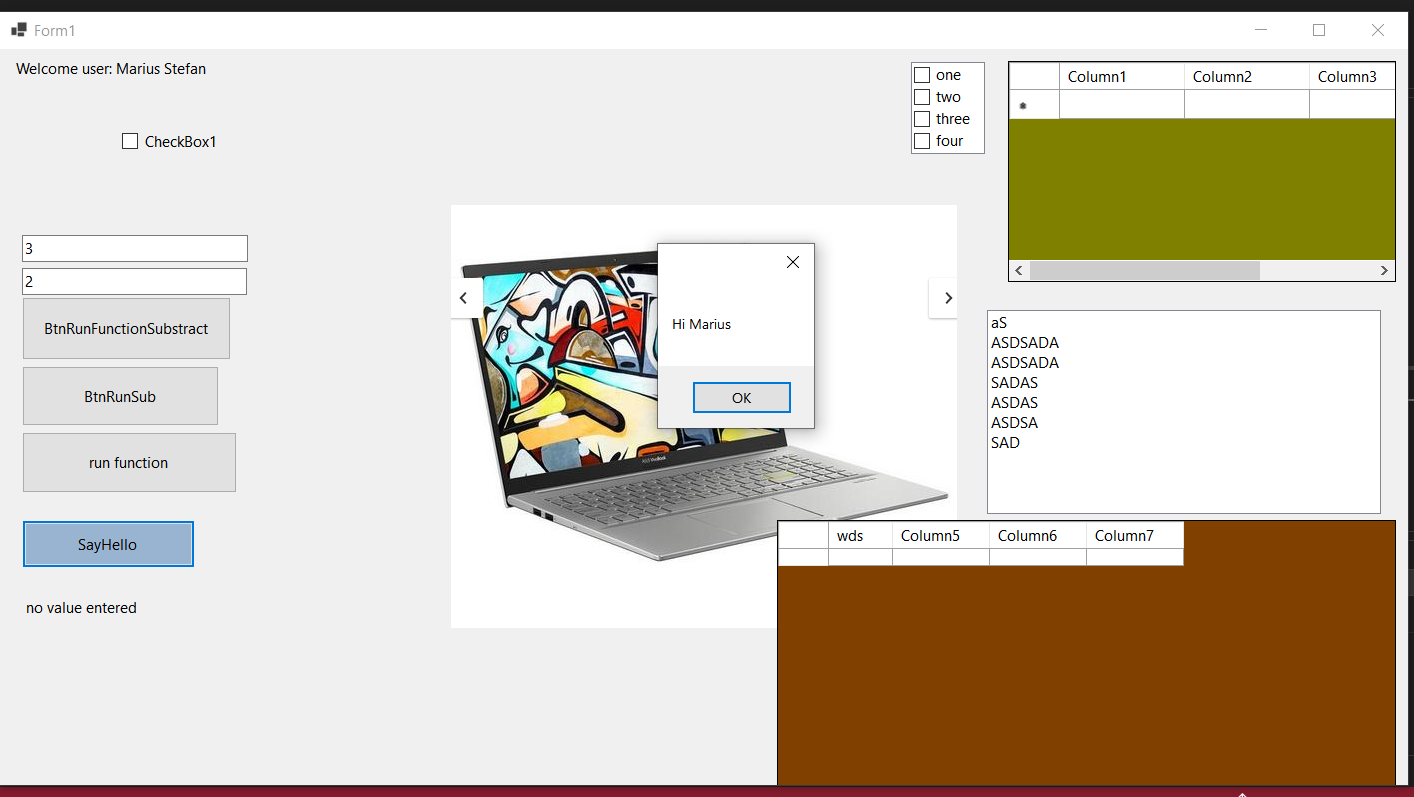 Form1
Welcome user: Marius Stefan
CheckBox1
one
two
three
four
Column1 Column2 Column3
3
2
BtnRunFunctionSubstract
BtnRunSub
run function
SayHello
no value entered
Hi Marius
OK
aS
ASDSADA
ASDSADA
SADAS
ASDAS
ASDSA
SAD
wds Column5 Column6 Column7